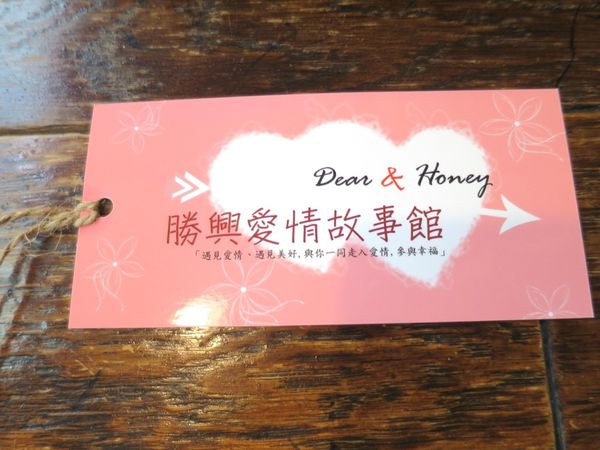 Dear & Honey
勝興愛情故事館
「遇見愛情、遇見美好,與你一同走入愛情,參與幸福」